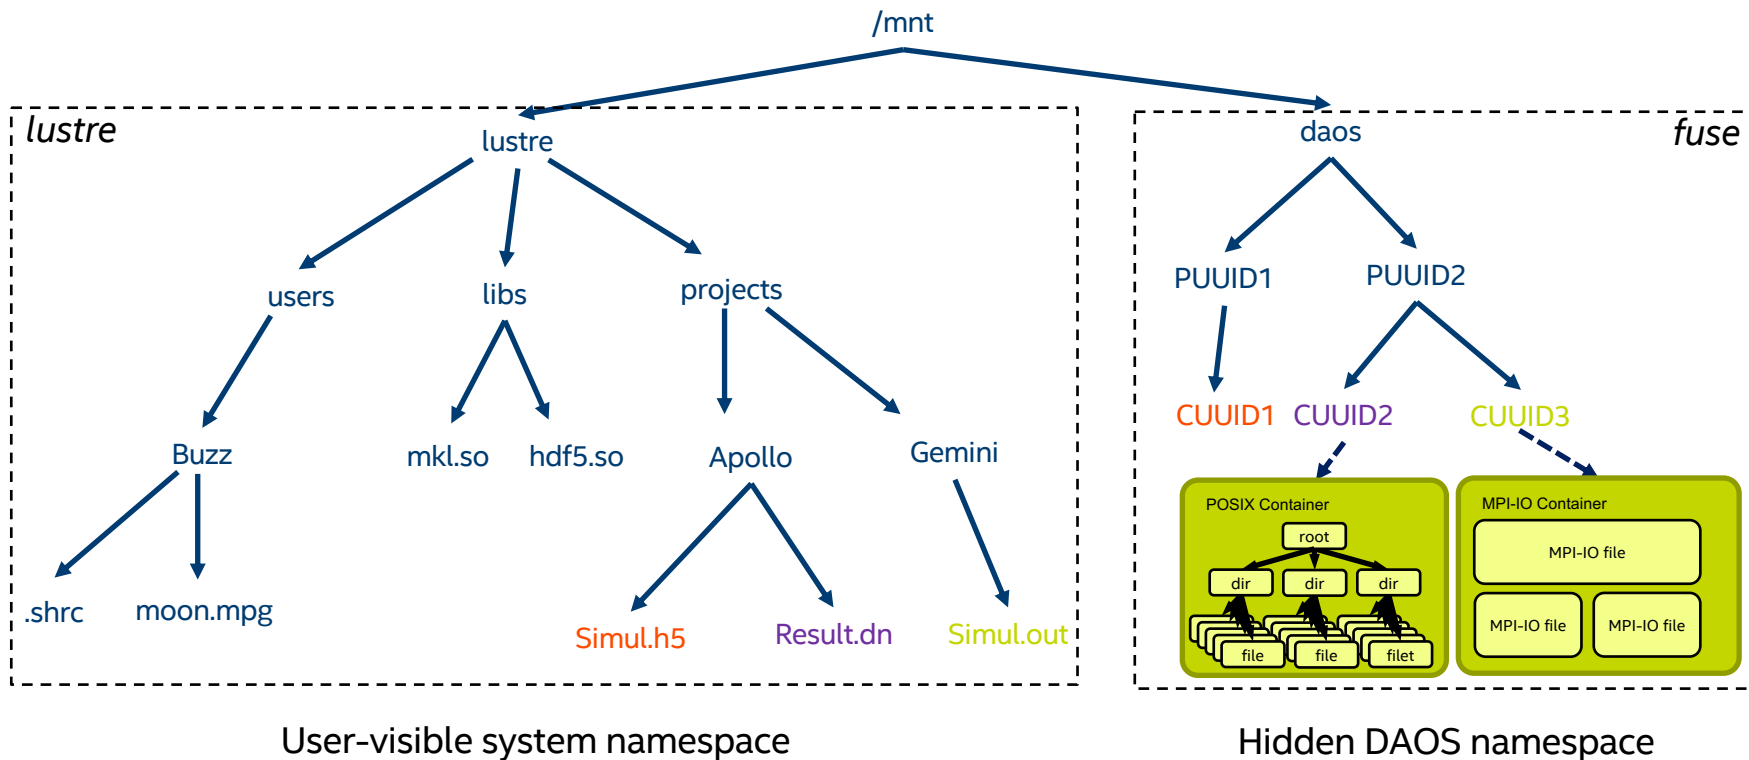 /mnt
lustre
fuse
lustre
daos
users
libs
projects
PUUID1
PUUID2
Buzz
mkl.so
hdf5.so
Apollo
Gemini
CUUID1
CUUID2
CUUID3
.shrc
moon.mpg
Simul.h5
Result.dn
Simul.out
POSIX Container
root
dir
dir
dir
file
file
filet
MPI-IO Container
MPI-IO file
MPI-IO file
MPI-IO file
User-visible system namespace
Hidden DAOS namespace